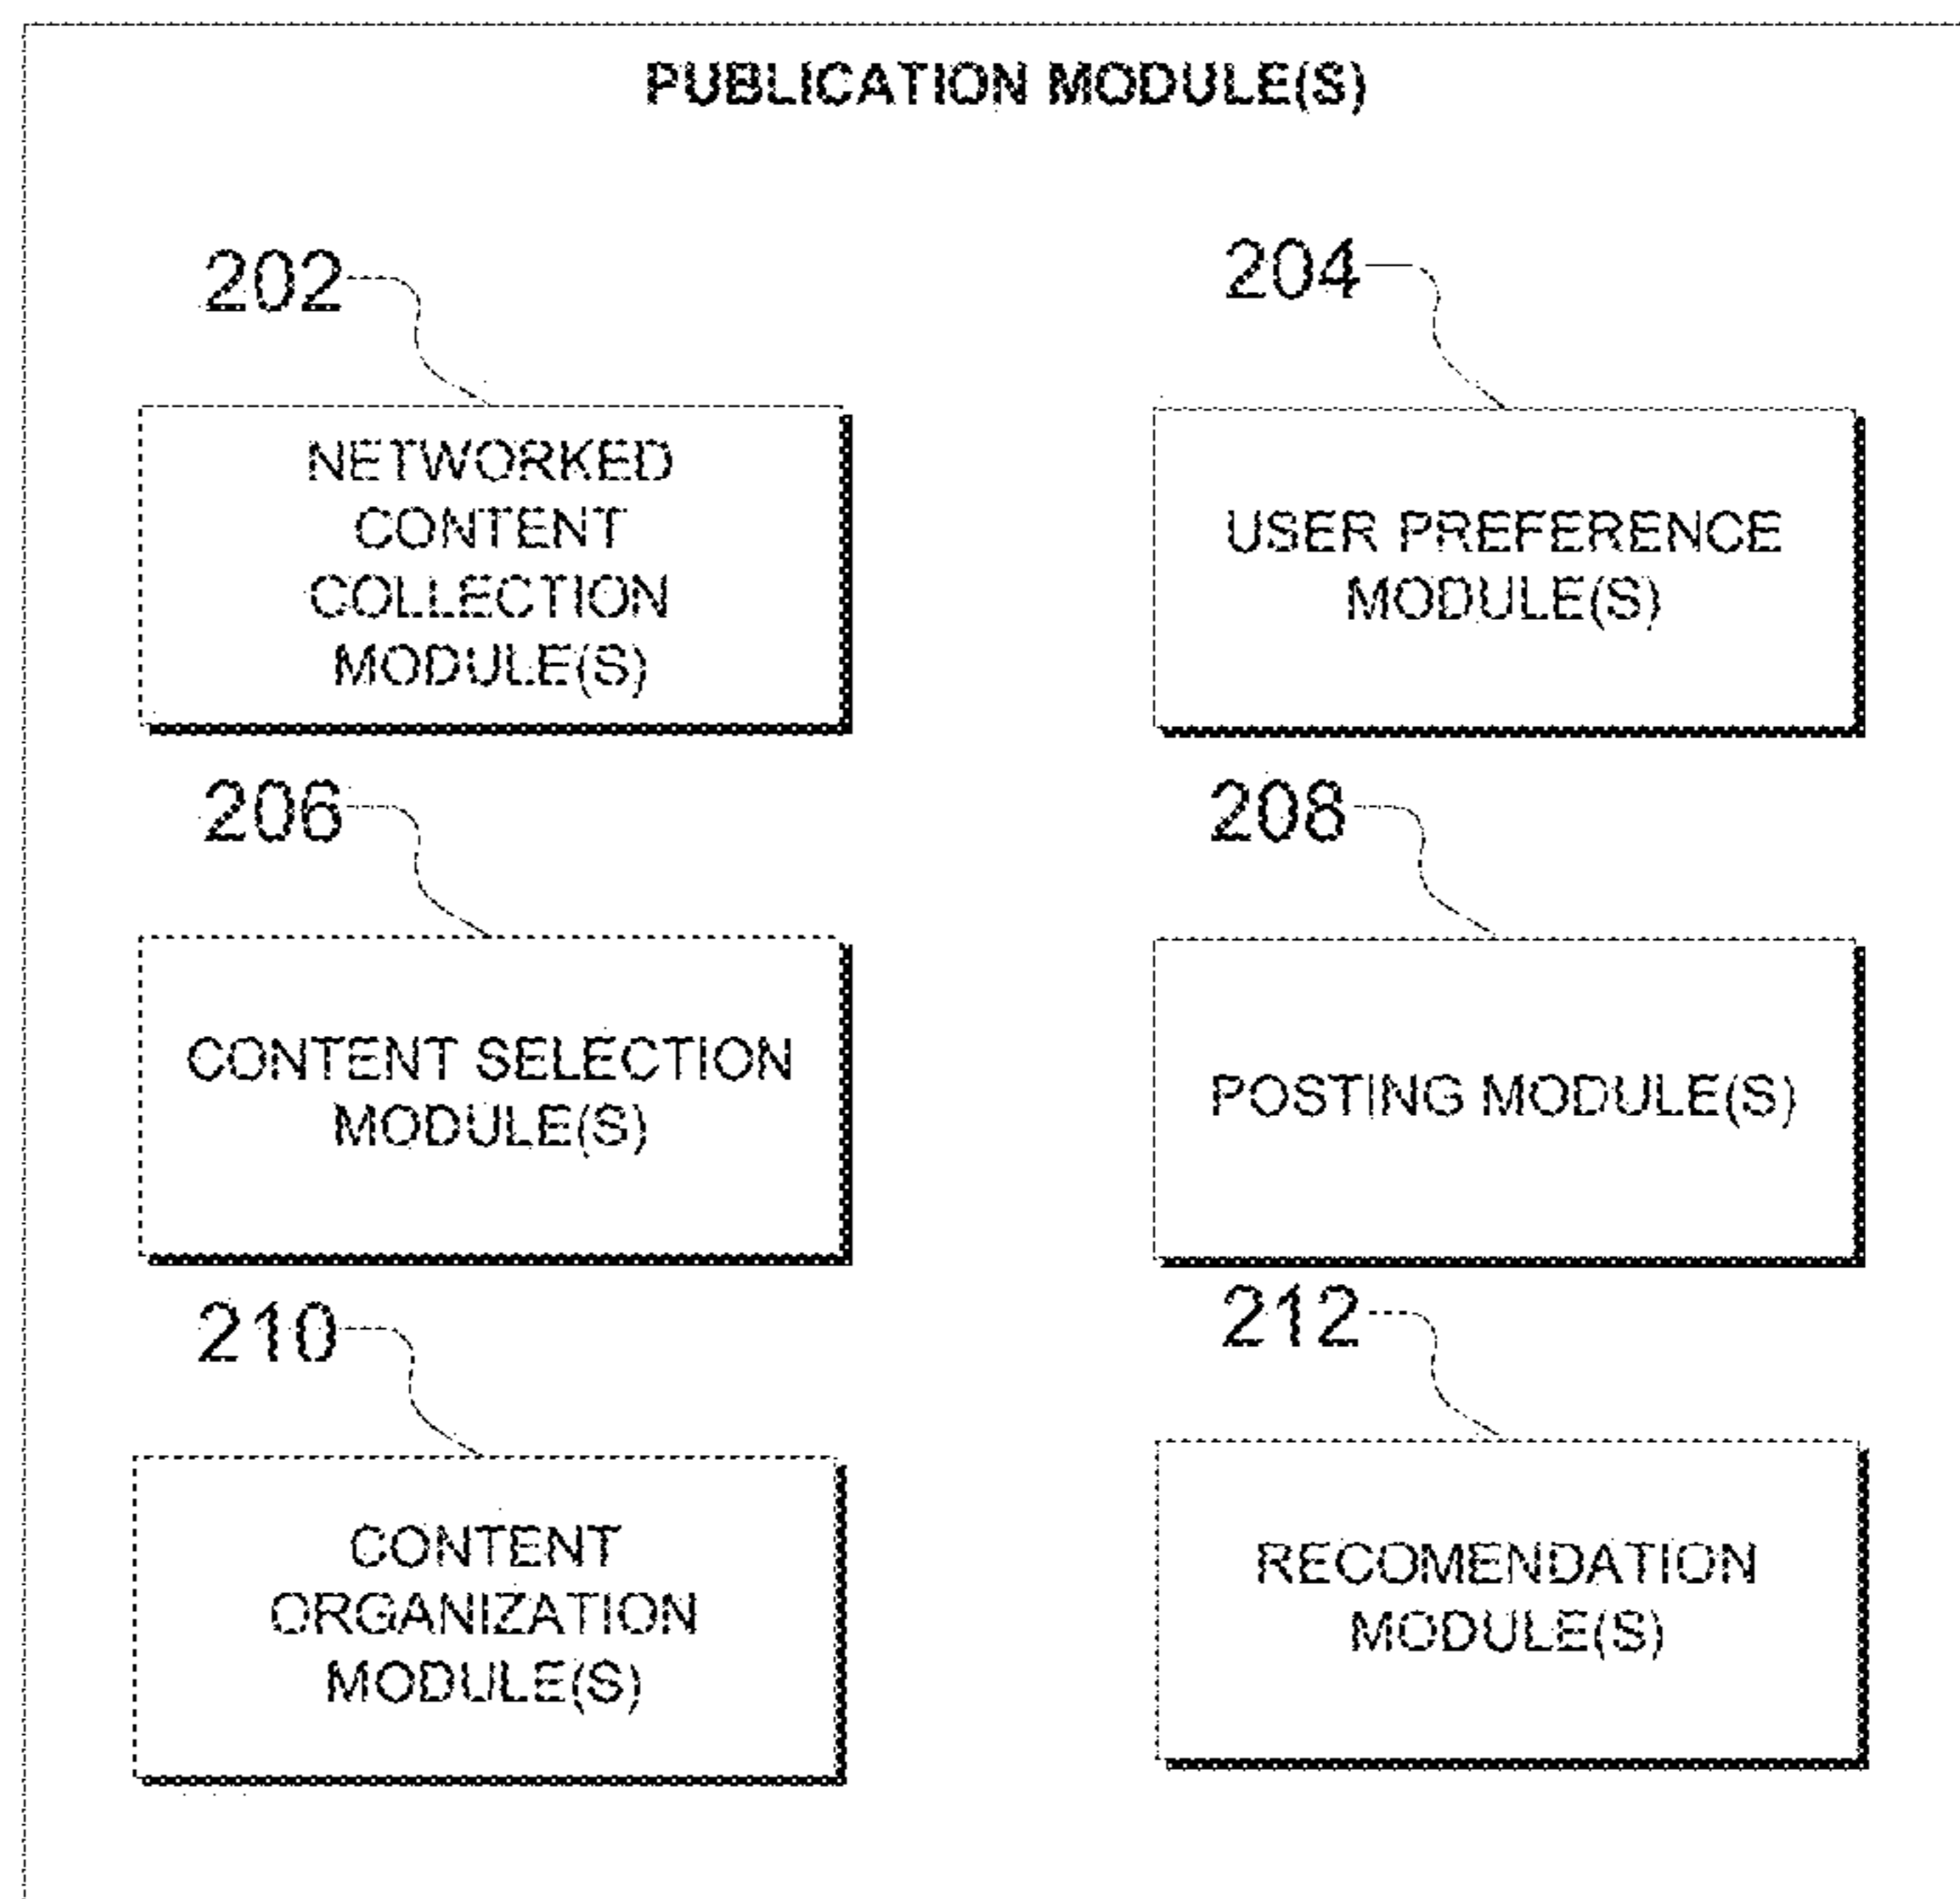 PUBLICATION MODULE(S)
202
204
NETWORKED
CONTENT
COLLECTION
MODULE(S)
USER PREFERENCE
MODULE(S)
206
208
CONTENT SELECTION
MODULE(S)
POSTING MODULE(S)
210
212
CONTENT
ORGANIZATION
MODULE(S)
RECOMENDATION
MODULE(S)